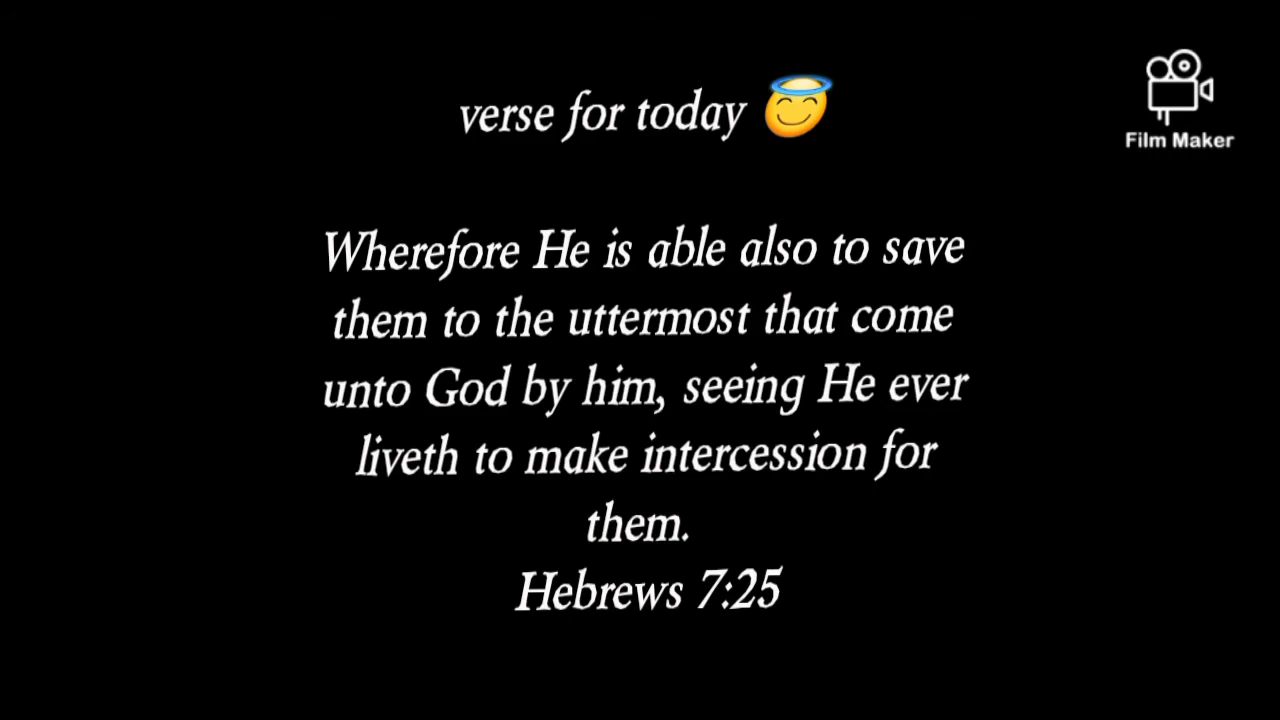 verse for today 😇
Film Maker
Wherefore He is able also to save
them to the uttermost that come
unto God by him, seeing He ever
liveth to make intercession for
them.
Hebrews 7:25